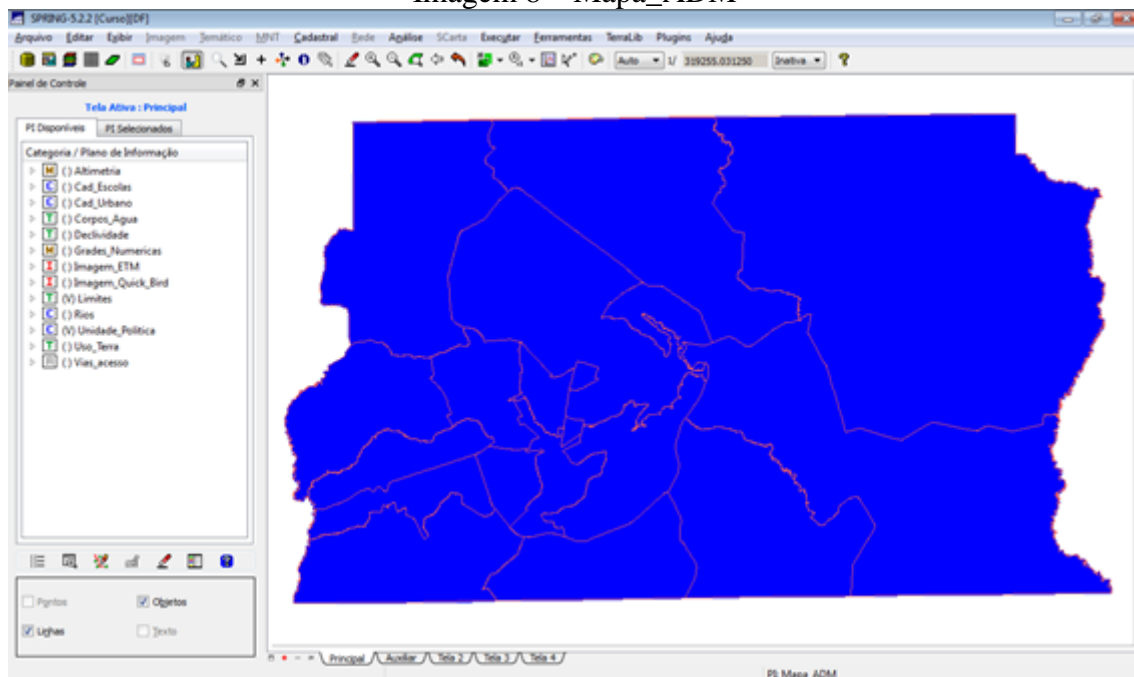 Imagem 8 – Mapa_ADM
SPRING-5.2.2 [Curso][DF]
Arquivo Editar Exibir Imagem Temático MNT Cadastral Rede Análise SCarta Executar Ferramentas TerraLib Plugins Ajuda
Auto 1/ 319255.031250 Inativa
Painel de Controle
Tela Ativa : Principal
PI Disponíveis PI Selecionados
Categoria / Plano de Informação
M () Altimetria
C () Cad_Escolas
C () Cad_Urbano
T () Corpos_Agua
T () Declividade
M () Grades_Numericas
I () Imagem_ETM
I () Imagem_Quick_Bird
T (V) Limites
C () Rios
C (V) Unidade_Politica
T () Uso_Terra
() Vias_acesso
Pontos Objetos
Linhas Texto
Principal Auxiliar Tela 2 Tela 3 Tela 4
PI: Mapa_ADM